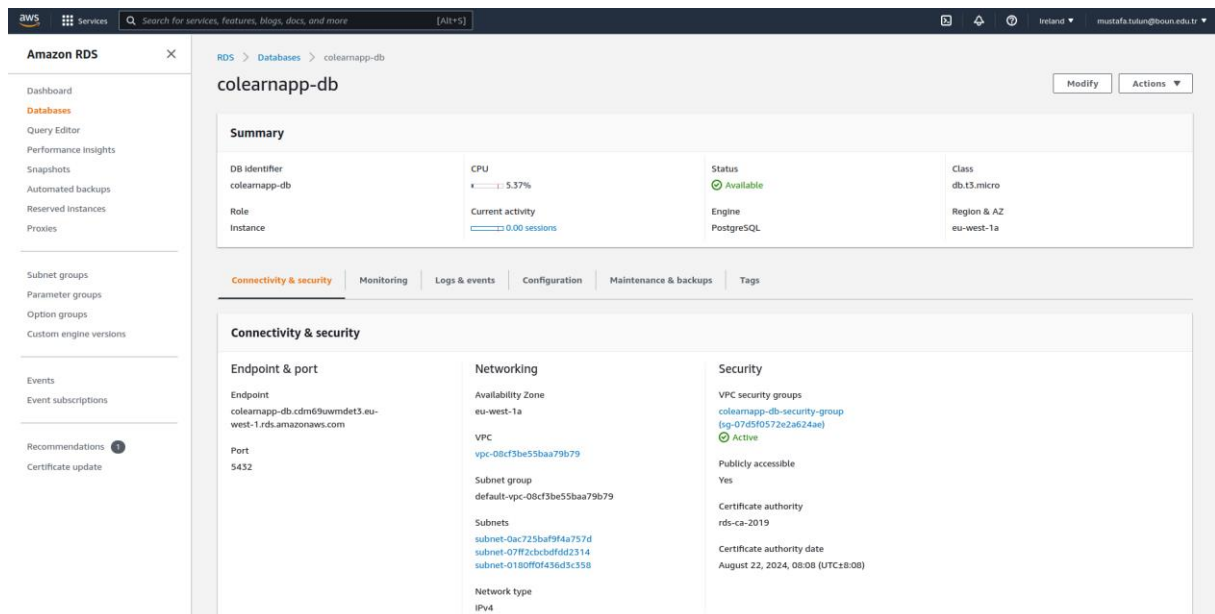 aws
Services
Search for services, features, blogs, docs, and more
[Alt+S]
Ireland ▼
mustafa.tulun@boun.edu.tr ▼
Amazon RDS
Dashboard
Databases
Query Editor
Performance Insights
Snapshots
Automated backups
Reserved instances
Proxies
Subnet groups
Parameter groups
Option groups
Custom engine versions
Events
Event subscriptions
Recommendations 1
Certificate update
RDS > Databases > colearnapp-db
colearnapp-db
Modify
Actions ▼
Summary
DB identifier
colearnapp-db
CPU
5.37%
Status
Available
Class
db.t3.micro
Role
Instance
Current activity
0.00 sessions
Engine
PostgreSQL
Region & AZ
eu-west-1a
Connectivity & security
Monitoring
Logs & events
Configuration
Maintenance & backups
Tags
Connectivity & security
Endpoint & port
Endpoint
colearnapp-db.cdm69uwmdet3.eu-
west-1.rds.amazonaws.com
Port
5432
Networking
Availability Zone
eu-west-1a
VPC
vpc-08cf3be55baa79b79
Subnet group
default-vpc-08cf3be55baa79b79
Subnets
subnet-0ac725baf9f4a757d
subnet-07ff2cbcbdfdd2314
subnet-0180ff0f436d3c358
Network type
IPv4
Security
VPC security groups
colearnapp-db-security-group
(sg-07d5f0572e2a624ae)
Active
Publicly accessible
Yes
Certificate authority
rds-ca-2019
Certificate authority date
August 22, 2024, 08:08 (UTC±8:08)